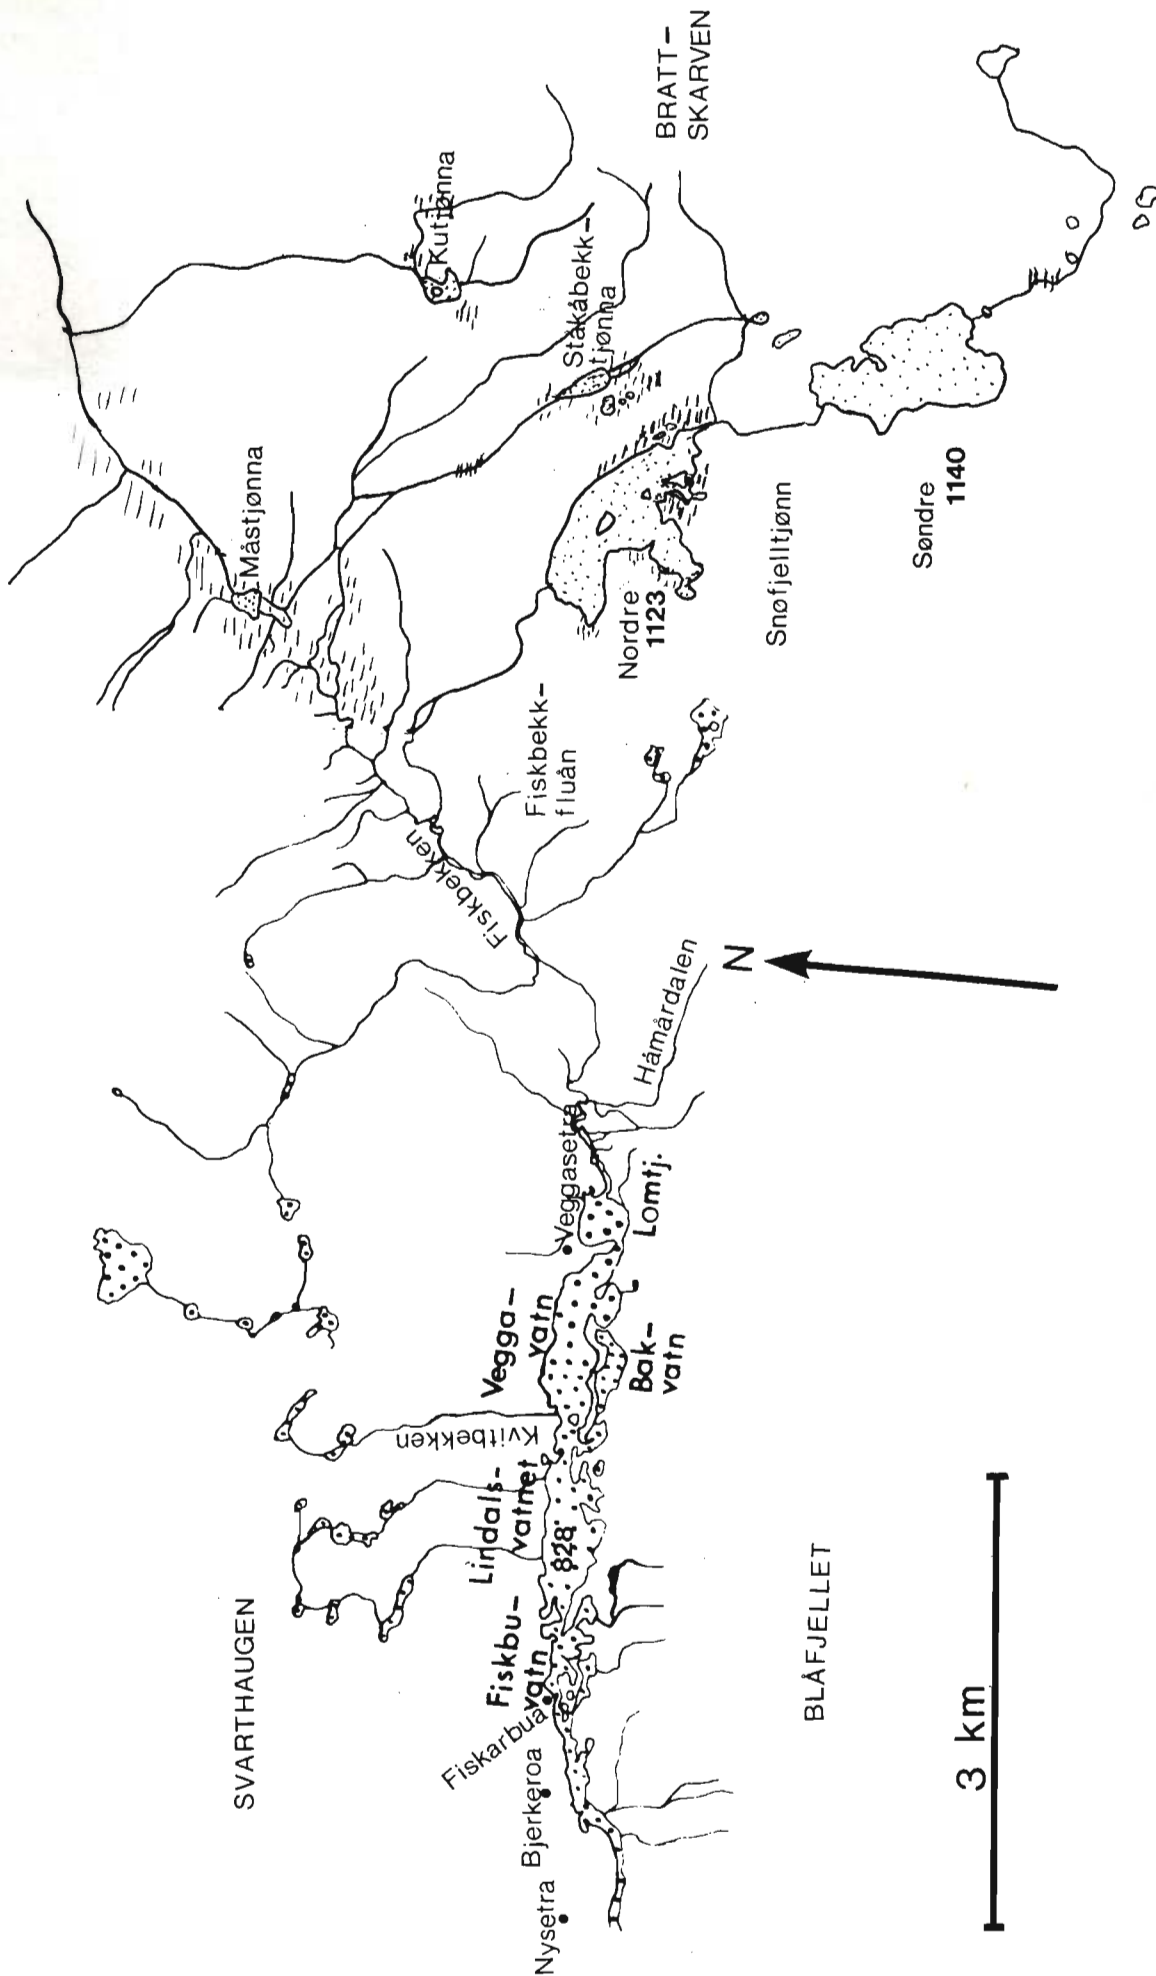 BRATT–
SKARVEN
Kutjønna
Ståkåbekk–
tjønna
Måstjønna
Nordre
1123
Snøfjelltjønn
Søndre
1140
Fiskbekk–
fluån
Fiskbekken
N
Håmårdalen
Veggasetra
Lomtj.
Vegga–
vatn
Bak–
vatn
Kvitbekken
Lindals–
vatnet
828
Fiskbu–
vatn
Fiskarbua
Bjerkeroa
Nysetra
SVARTHAUGEN
BLÅFJELLET
3 km